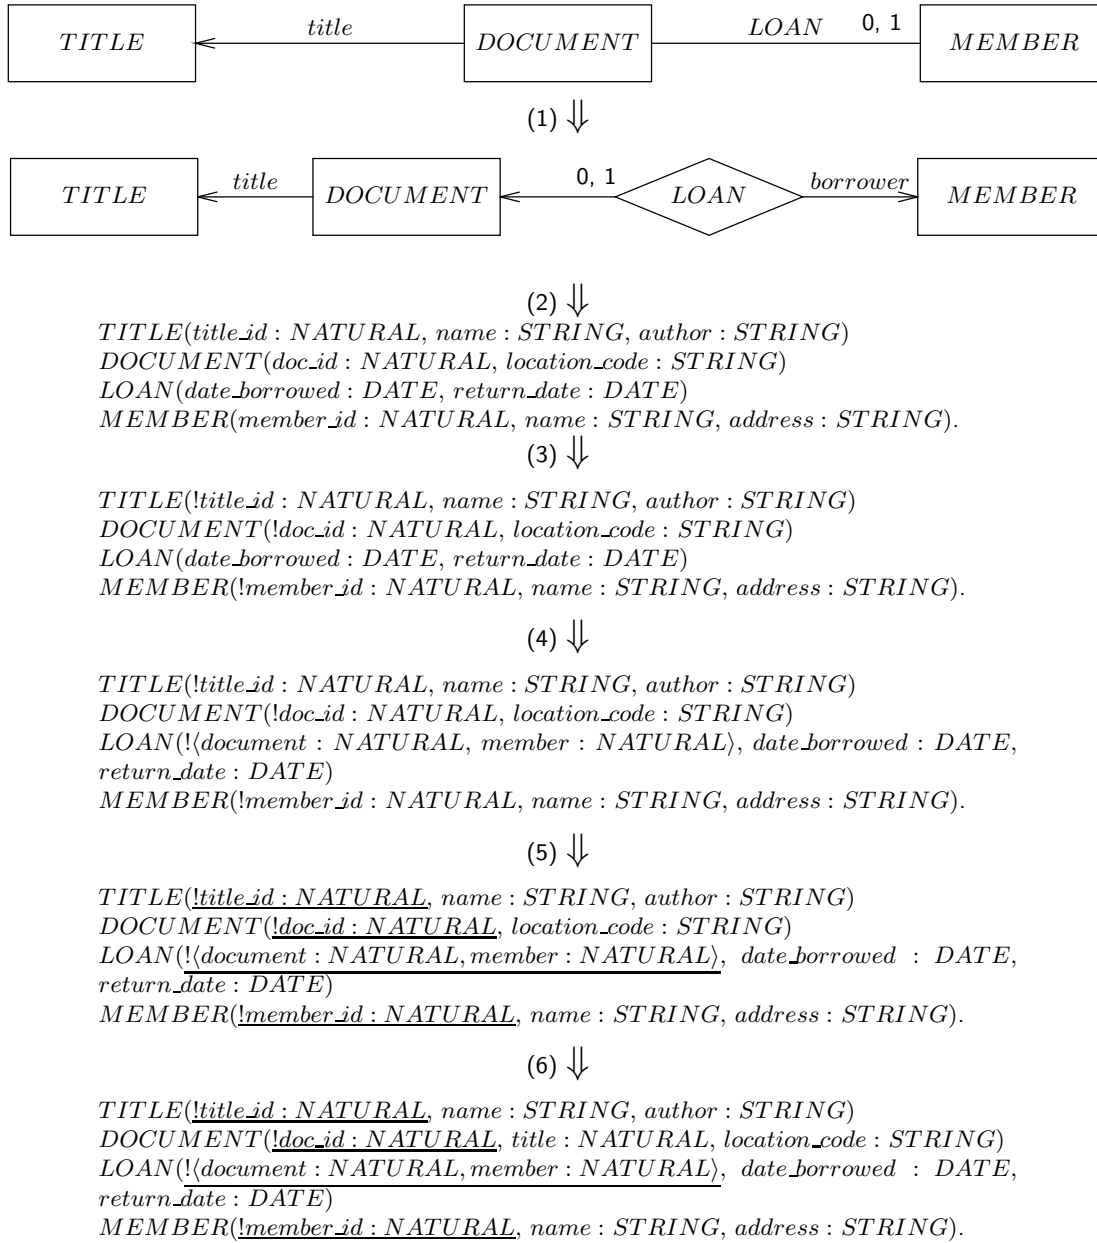 TITLE title DOCUMENT LOAN 0, 1 MEMBER
(1) ⇓
TITLE title DOCUMENT 0, 1 LOAN borrower MEMBER
(2) ⇓
TITLE(title_id : NATURAL, name : STRING, author : STRING)
DOCUMENT(doc_id : NATURAL, location_code : STRING)
LOAN(date_borrowed : DATE, return_date : DATE)
MEMBER(member_id : NATURAL, name : STRING, address : STRING).
(3) ⇓
TITLE(!title_id : NATURAL, name : STRING, author : STRING)
DOCUMENT(!doc_id : NATURAL, location_code : STRING)
LOAN(date_borrowed : DATE, return_date : DATE)
MEMBER(!member_id : NATURAL, name : STRING, address : STRING).
(4) ⇓
TITLE(!title_id : NATURAL, name : STRING, author : STRING)
DOCUMENT(!doc_id : NATURAL, location_code : STRING)
LOAN(!⟨document : NATURAL, member : NATURAL⟩, date_borrowed : DATE,
return_date : DATE)
MEMBER(!member_id : NATURAL, name : STRING, address : STRING).
(5) ⇓
TITLE(!title_id : NATURAL, name : STRING, author : STRING)
DOCUMENT(!doc_id : NATURAL, location_code : STRING)
LOAN(!⟨document : NATURAL, member : NATURAL⟩, date_borrowed : DATE,
return_date : DATE)
MEMBER(!member_id : NATURAL, name : STRING, address : STRING).
(6) ⇓
TITLE(!title_id : NATURAL, name : STRING, author : STRING)
DOCUMENT(!doc_id : NATURAL, title : NATURAL, location_code : STRING)
LOAN(!⟨document : NATURAL, member : NATURAL⟩, date_borrowed : DATE,
return_date : DATE)
MEMBER(!member_id : NATURAL, name : STRING, address : STRING).